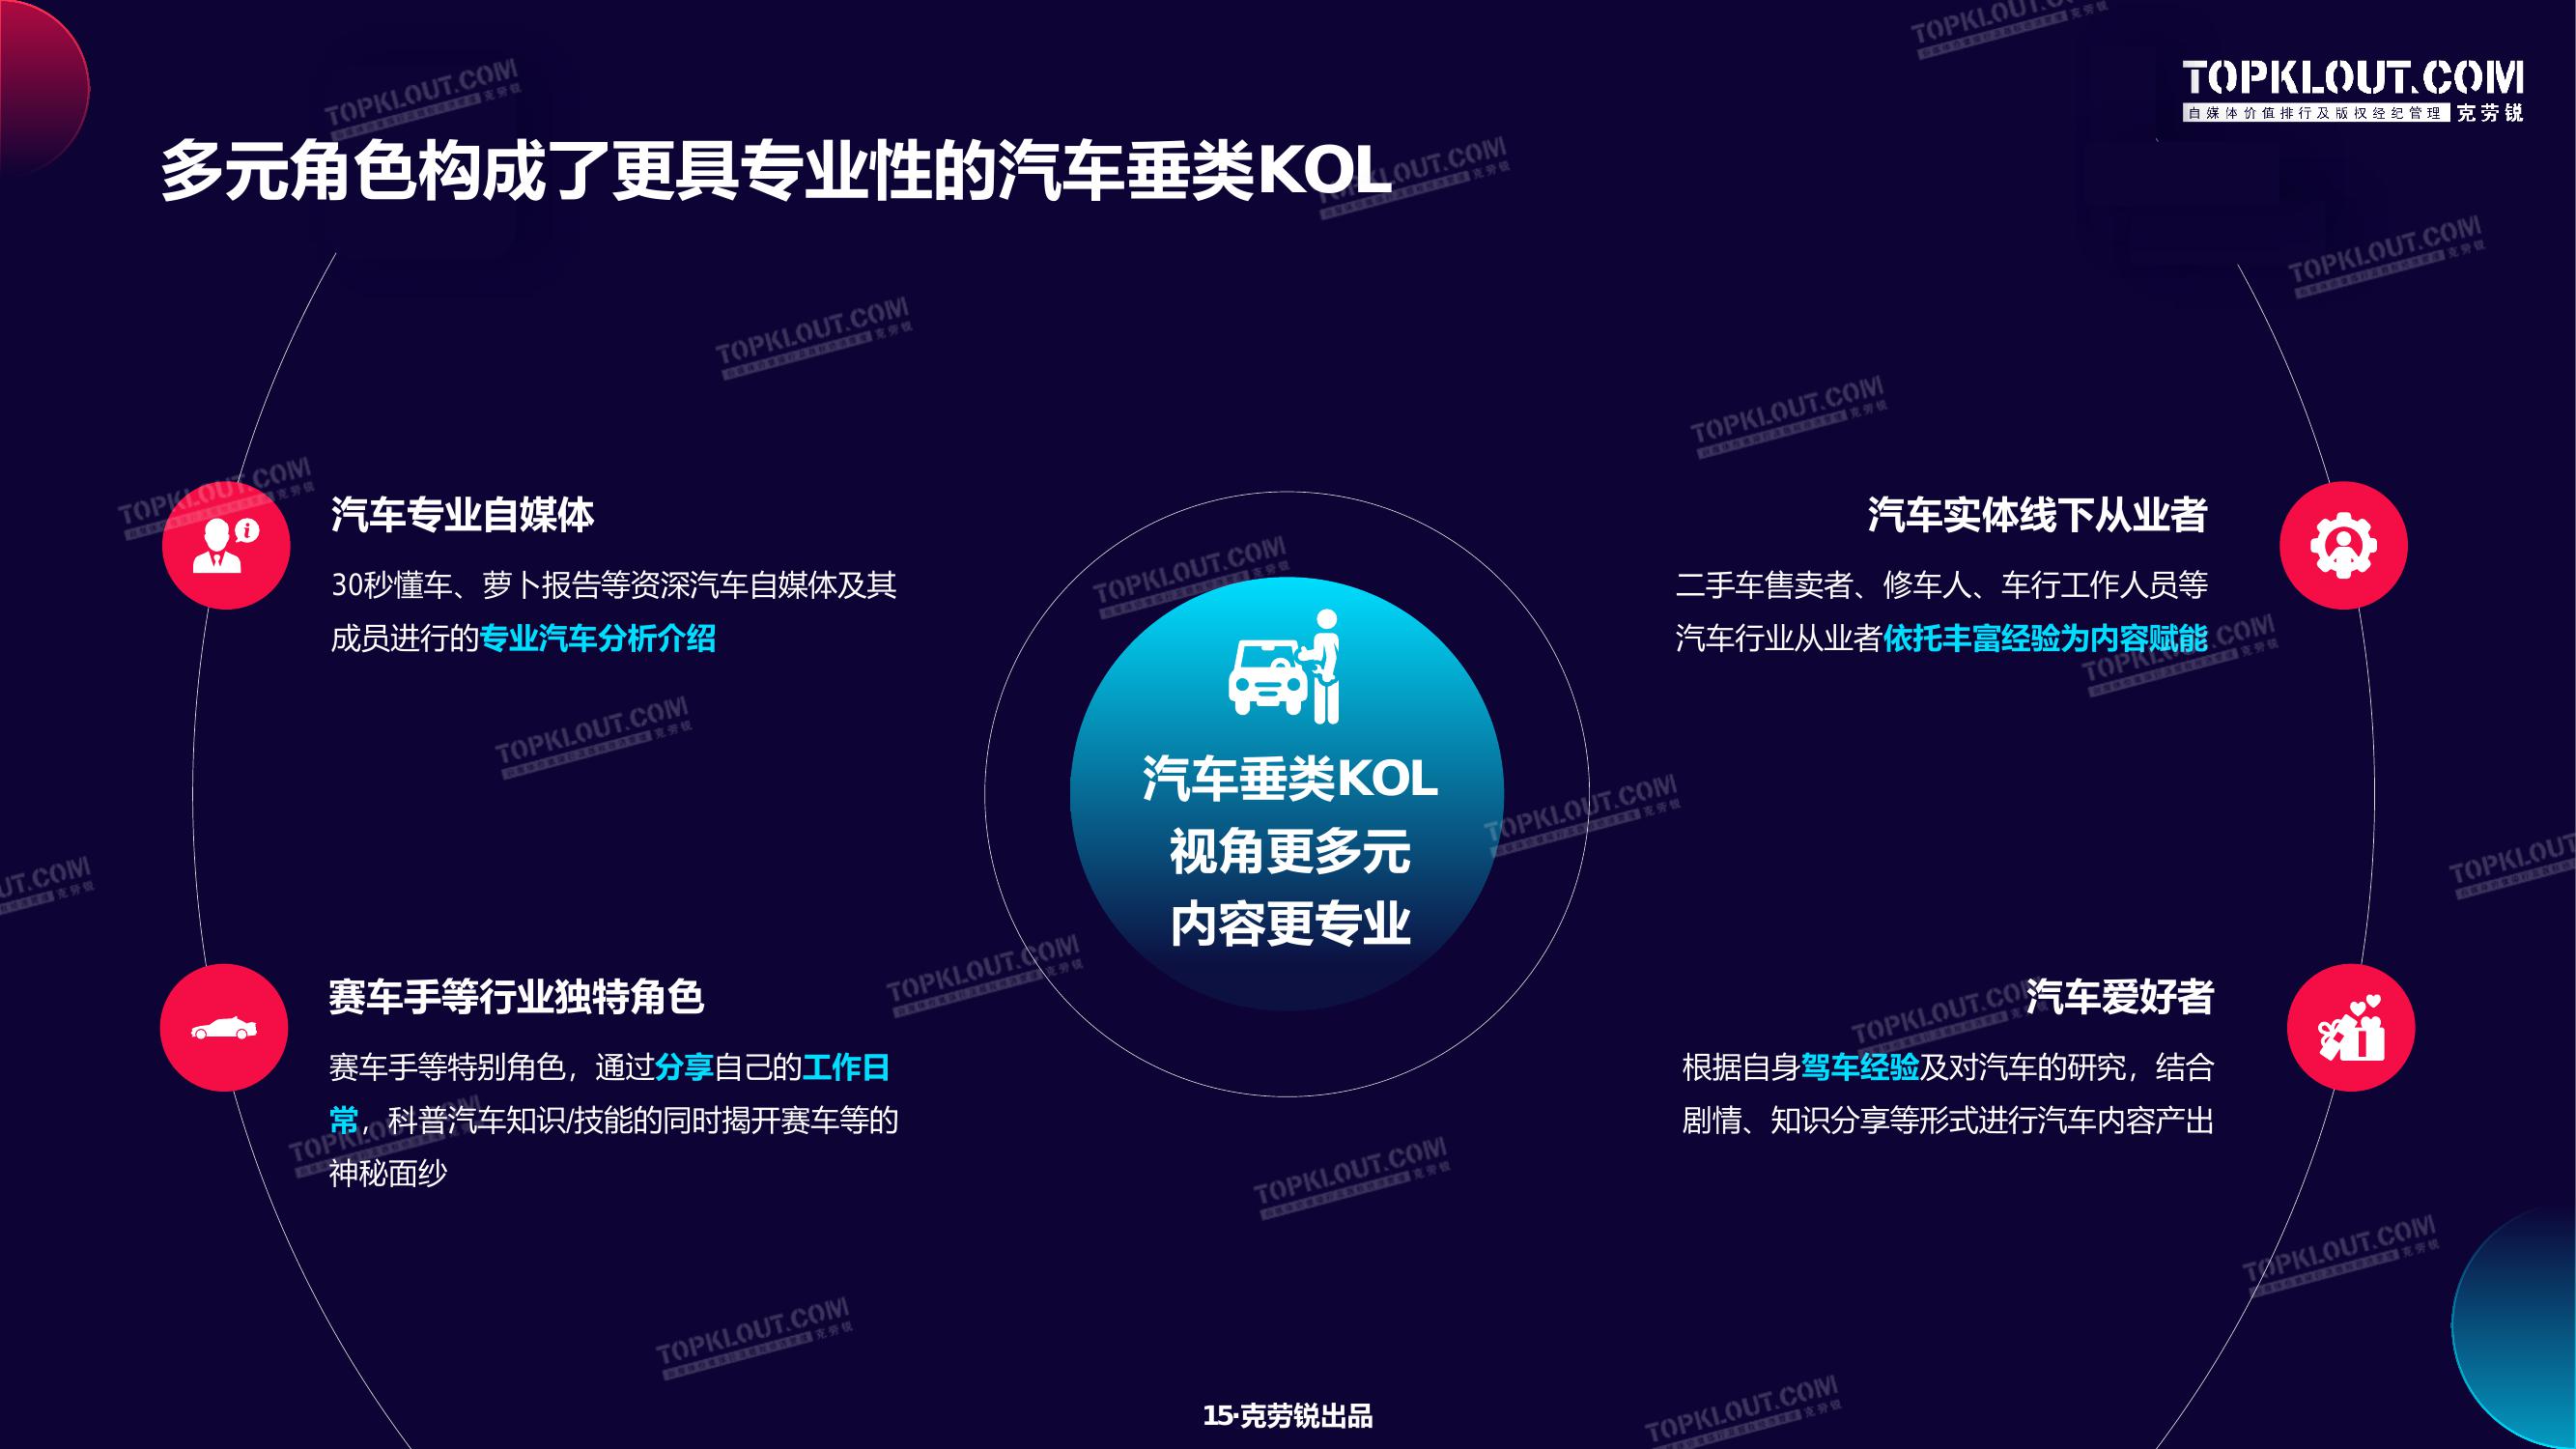 TOPKLOUT.COM
自媒体价值排行及版权经纪管理 克劳锐
多元角色构成了更具专业性的汽车垂类KOL
汽车专业自媒体
30秒懂车、萝卜报告等资深汽车自媒体及其
成员进行的专业汽车分析介绍
汽车实体线下从业者
二手车售卖者、修车人、车行工作人员等
汽车行业从业者依托丰富经验为内容赋能
汽车垂类KOL
视角更多元
内容更专业
赛车手等行业独特角色
赛车手等特别角色，通过分享自己的工作日
常，科普汽车知识/技能的同时揭开赛车等的
神秘面纱
汽车爱好者
根据自身驾车经验及对汽车的研究，结合
剧情、知识分享等形式进行汽车内容产出
15·克劳锐出品